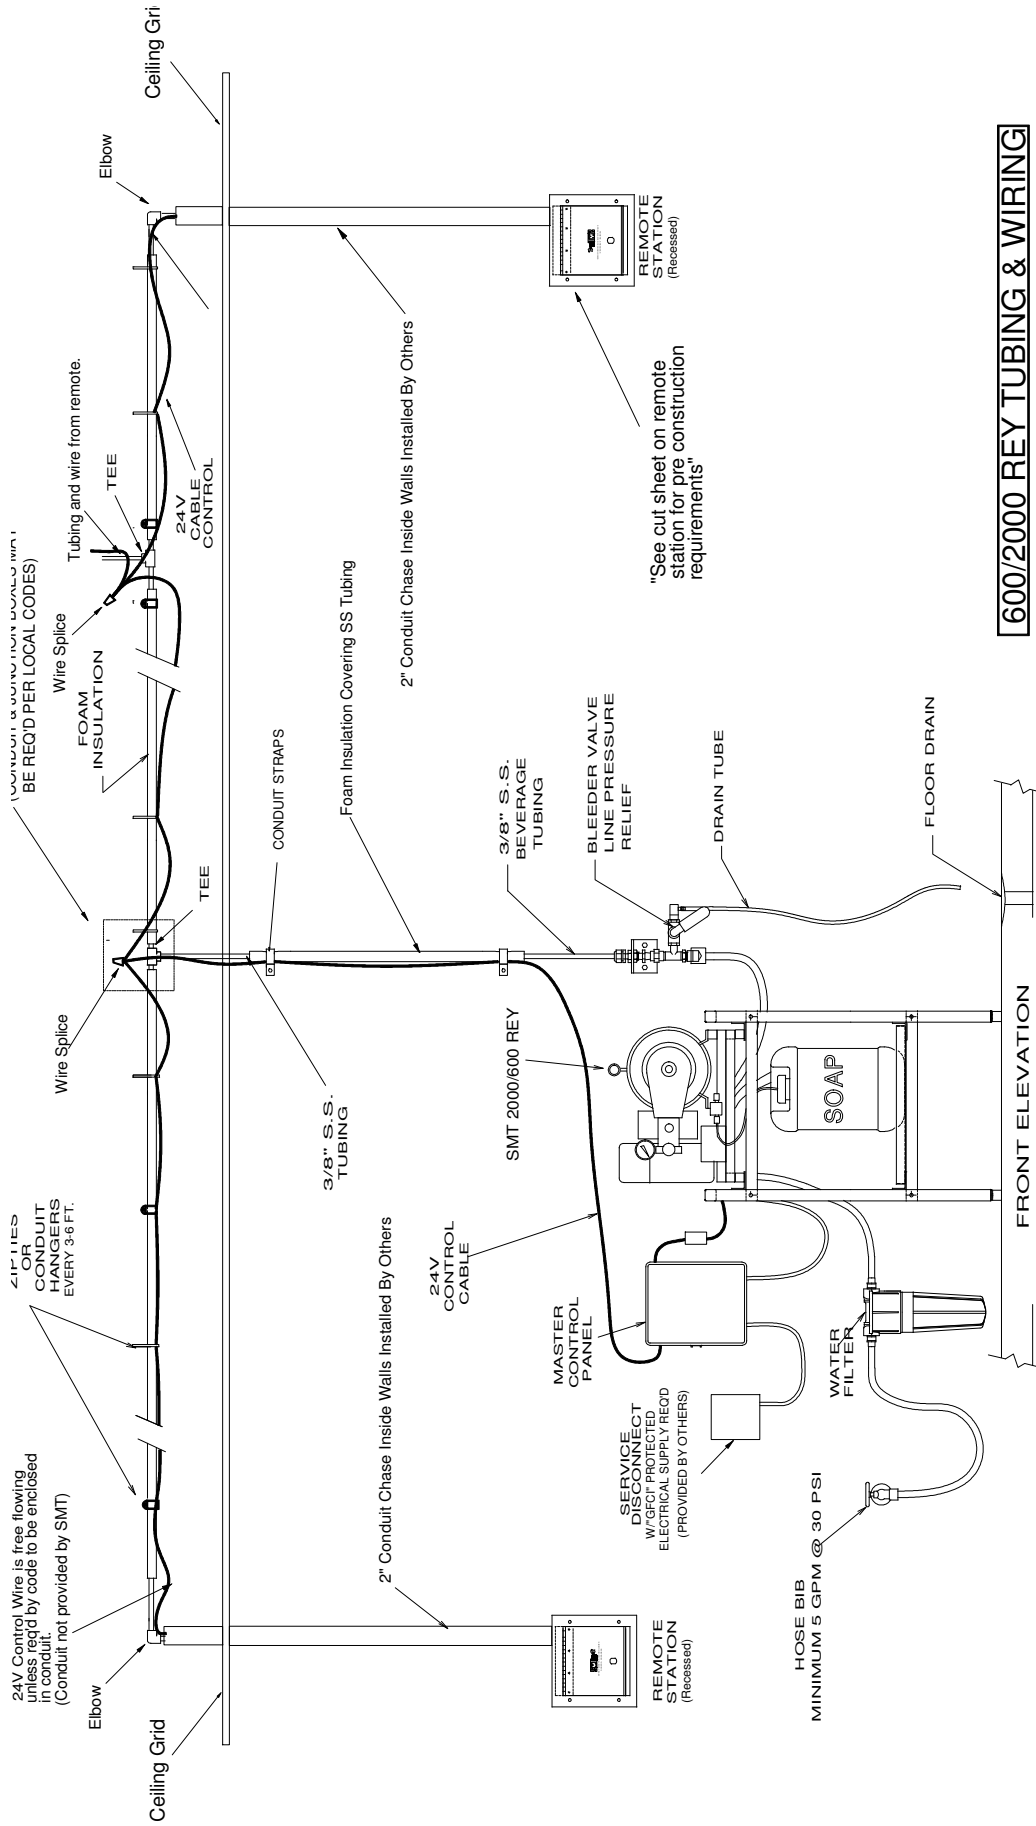 24V Control Wire is free flowing
unless req'd by code to be enclosed
in conduit.
(Conduit not provided by SMT)
Elbow
Ceiling Grid
OR
CONDUIT
HANGERS
EVERY 3-6 FT.
Wire Splice
TEE
BE REQ'D PER LOCAL CODES)
FOAM
INSULATION
Wire Splice
Tubing and wire from remote.
TEE
24V
CABLE
CONTROL
Elbow
Ceiling
2" Conduit Chase Inside Walls Installed By Others
3/8" S.S.
TUBING
CONDUIT STRAPS
Foam Insulation Covering SS Tubing
2" Conduit Chase Inside Walls Installed By Others
REMOTE
STATION
(Recessed)
24V
CONTROL
CABLE
SMT 2000/600 REY
3/8" S.S.
BEVERAGE
TUBING
BLEEDER VALVE
LINE PRESSURE
RELIEF
DRAIN TUBE
REMOTE
STATION
(Recessed)
"See cut sheet on remote
station for pre construction
requirements"
MASTER
CONTROL
PANEL
SERVICE
DISCONNECT
W/"GFCI" PROTECTED
ELECTRICAL SUPPLY REQ'D
(PROVIDED BY OTHERS)
SOAP
WATER
FILTER
HOSE BIB
MINIMUM 5 GPM @ 30 PSI
FLOOR DRAIN
FRONT ELEVATION
600/2000 REY TUBING & WIRING